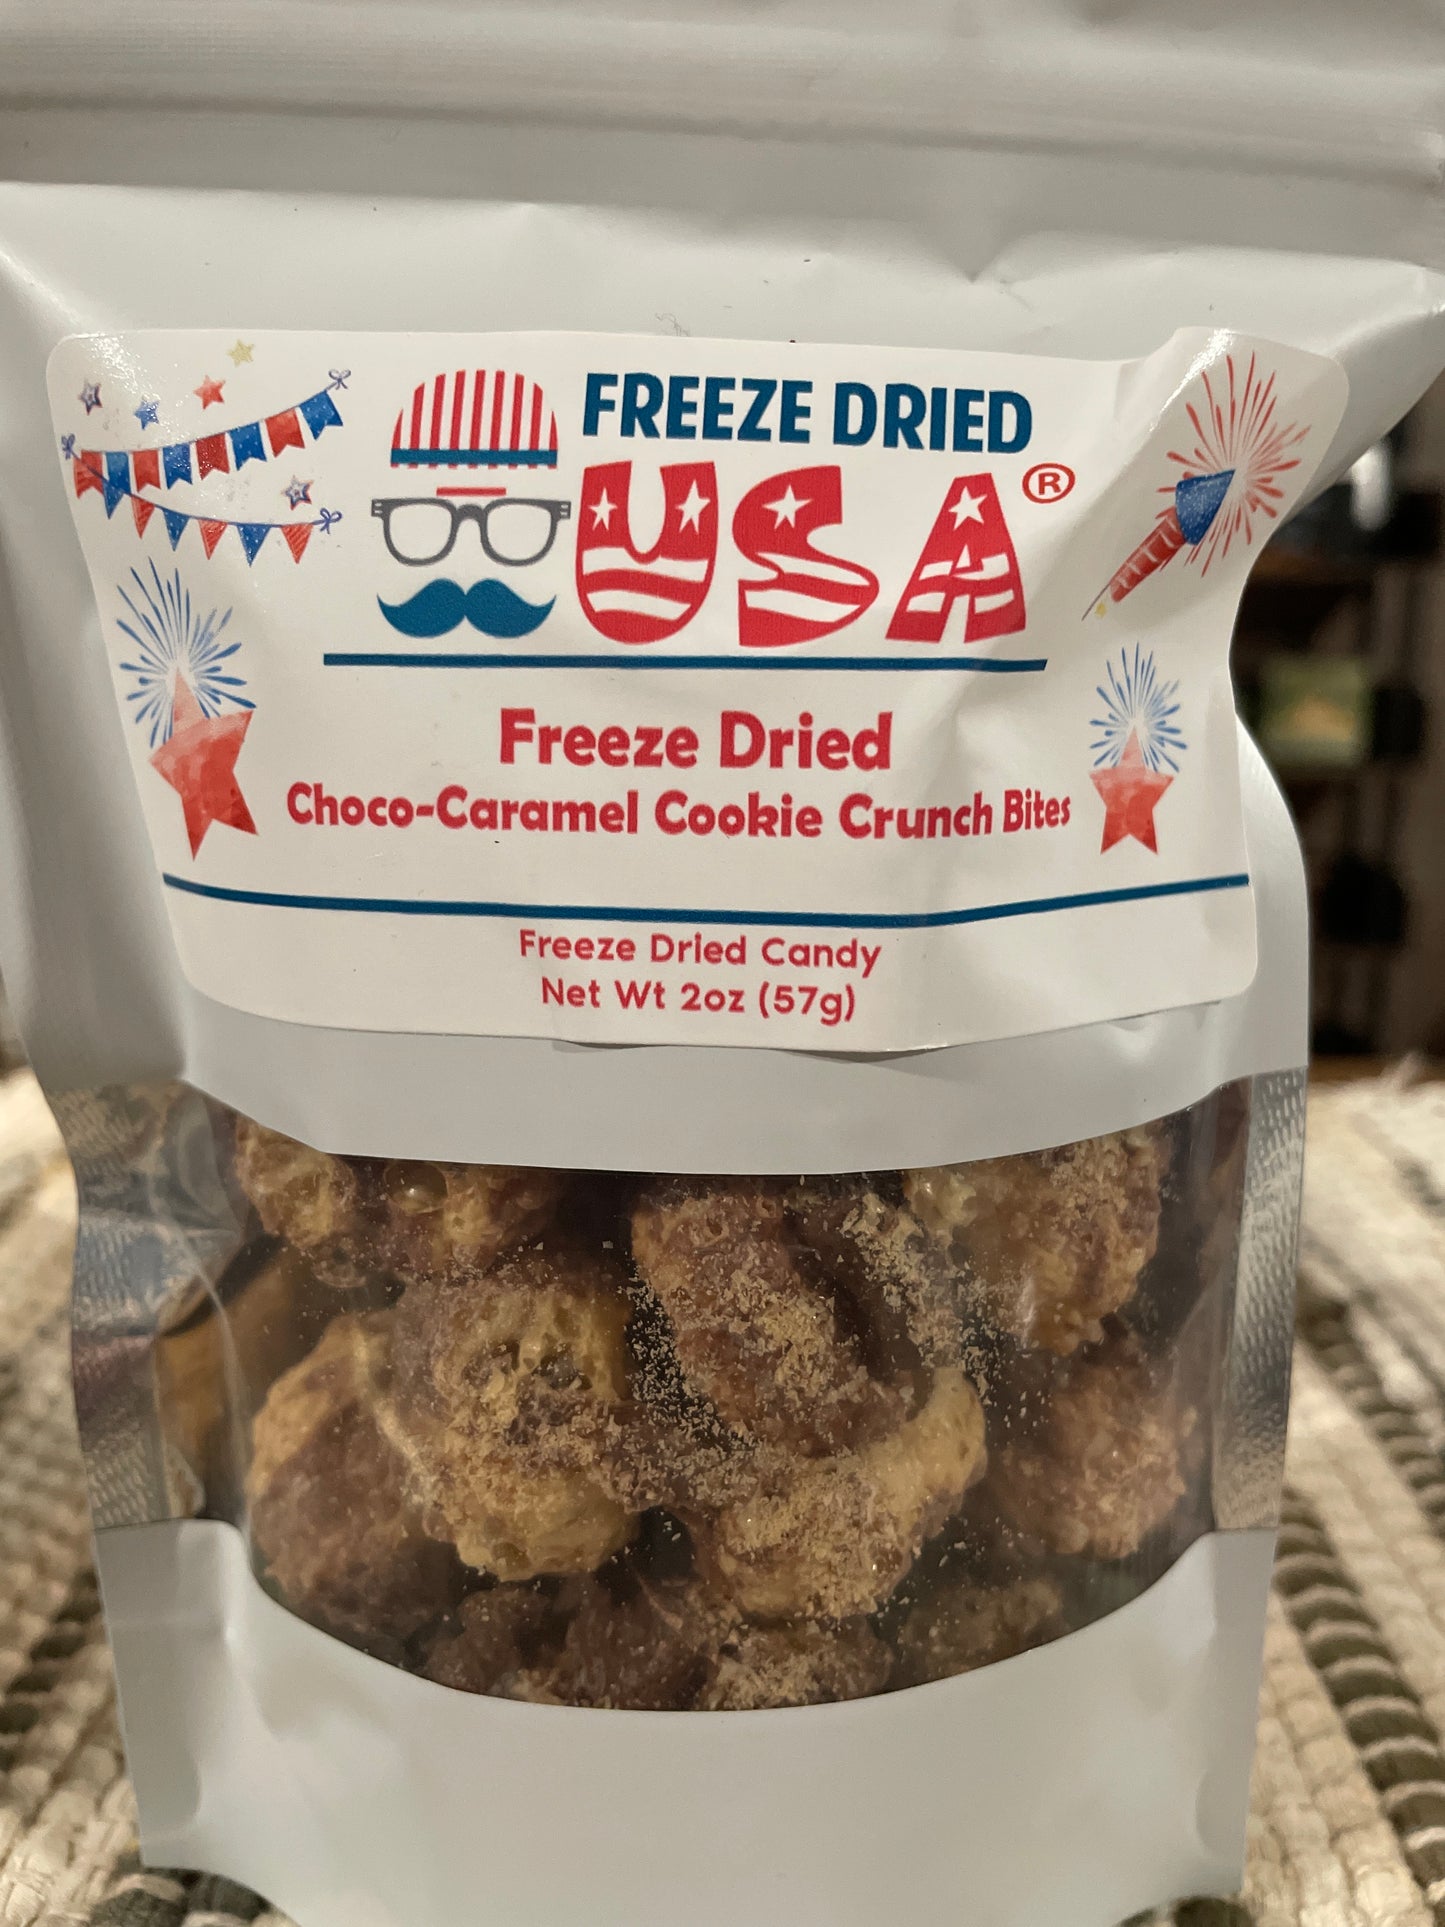 FREEZE DRIED
USA®
Freeze Dried
Choco-Caramel Cookie Crunch Bites
Freeze Dried Candy
Net Wt 2oz (57g)